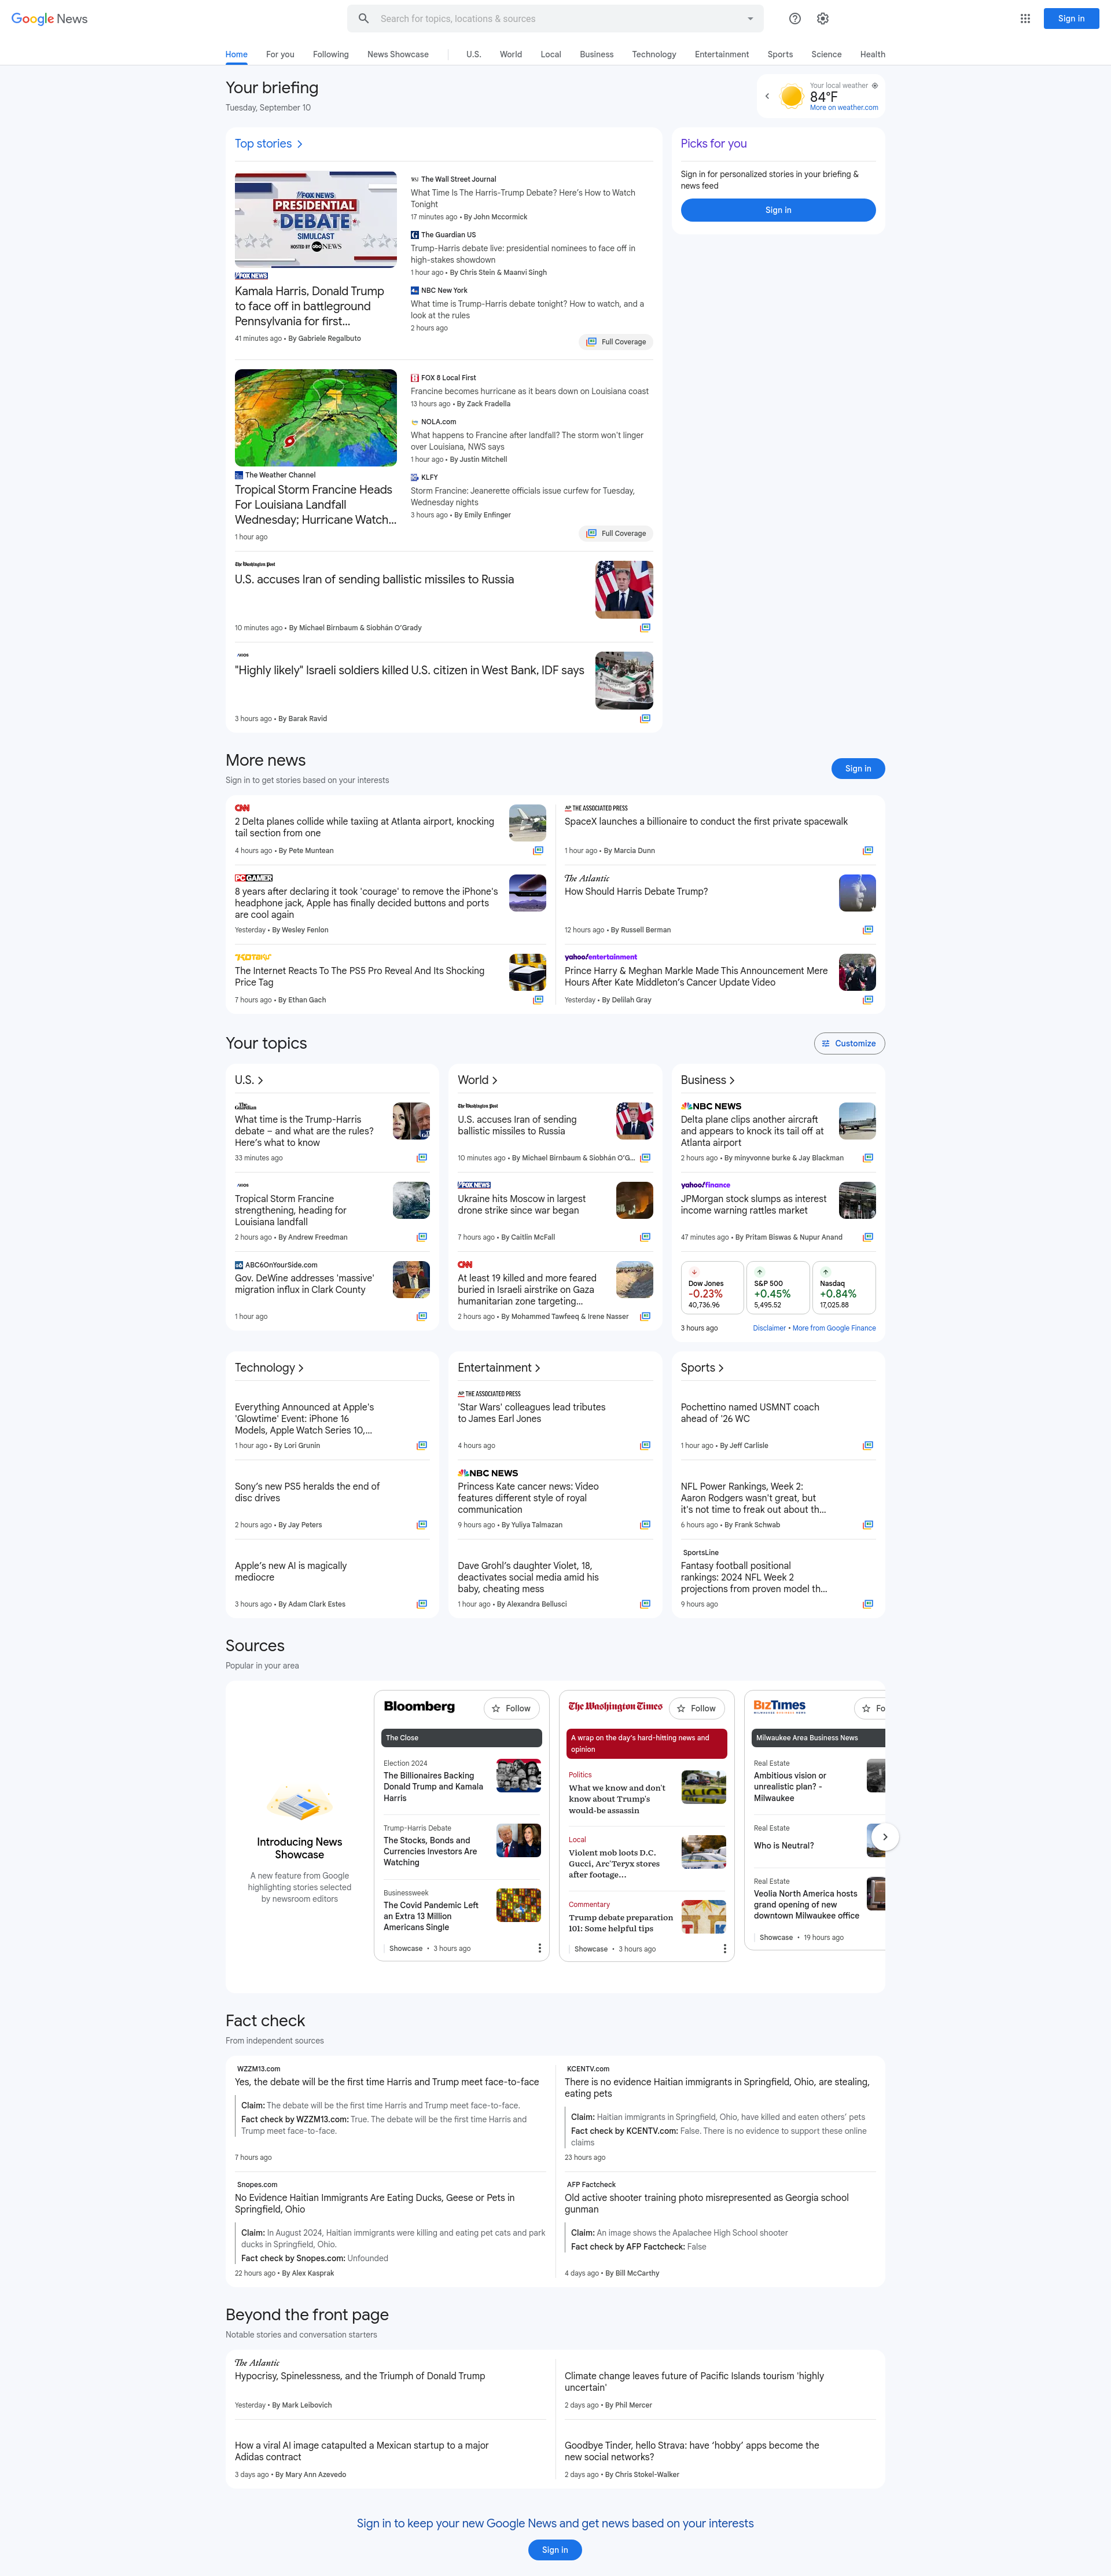 Google News
Search for topics, locations & sources
Sign in
Home
For you
Following
News Showcase
U.S.
World
Local
Business
Technology
Entertainment
Sports
Science
Health
Your briefing
Tuesday, September 10
Your local weather
84°F
More on weather.com
Top stories
FOX NEWS
PRESIDENTIAL
DEBATE
SIMULCAST
HOSTED BY abc NEWS
FOX NEWS
Kamala Harris, Donald Trump
to face off in battleground
Pennsylvania for first...
41 minutes ago • By Gabriele Regalbuto
The Wall Street Journal
What Time Is The Harris-Trump Debate? Here's How to Watch
Tonight
17 minutes ago • By John Mccormick
The Guardian US
Trump-Harris debate live: presidential nominees to face off in
high-stakes showdown
1 hour ago • By Chris Stein & Maanvi Singh
NBC New York
What time is Trump-Harris debate tonight? How to watch, and a
look at the rules
2 hours ago
Full Coverage
The Weather Channel
Tropical Storm Francine Heads
For Louisiana Landfall
Wednesday; Hurricane Watch...
1 hour ago
FOX 8 Local First
Francine becomes hurricane as it bears down on Louisiana coast
13 hours ago • By Zack Fradella
NOLA.com
What happens to Francine after landfall? The storm won't linger
over Louisiana, NWS says
1 hour ago • By Justin Mitchell
KLFY
Storm Francine: Jeanerette officials issue curfew for Tuesday,
Wednesday nights
3 hours ago • By Emily Enfinger
Full Coverage
The Washington Post
U.S. accuses Iran of sending ballistic missiles to Russia
10 minutes ago • By Michael Birnbaum & Siobhán O'Grady
AXIOS
"Highly likely" Israeli soldiers killed U.S. citizen in West Bank, IDF says
3 hours ago • By Barak Ravid
Picks for you
Sign in for personalized stories in your briefing &
news feed
Sign in
More news
Sign in to get stories based on your interests
Sign in
CNN
2 Delta planes collide while taxiing at Atlanta airport, knocking
tail section from one
4 hours ago • By Pete Muntean
AP THE ASSOCIATED PRESS
SpaceX launches a billionaire to conduct the first private spacewalk
1 hour ago • By Marcia Dunn
PC GAMER
8 years after declaring it took 'courage' to remove the iPhone's
headphone jack, Apple has finally decided buttons and ports
are cool again
Yesterday • By Wesley Fenlon
The Atlantic
How Should Harris Debate Trump?
12 hours ago • By Russell Berman
KOTAKU
The Internet Reacts To The PS5 Pro Reveal And Its Shocking
Price Tag
7 hours ago • By Ethan Gach
yahoo!entertainment
Prince Harry & Meghan Markle Made This Announcement Mere
Hours After Kate Middleton's Cancer Update Video
Yesterday • By Delilah Gray
Your topics
Customize
U.S.
The Guardian
What time is the Trump-Harris
debate – and what are the rules?
Here's what to know
33 minutes ago
AXIOS
Tropical Storm Francine
strengthening, heading for
Louisiana landfall
2 hours ago • By Andrew Freedman
ABC6OnYourSide.com
Gov. DeWine addresses 'massive'
migration influx in Clark County
1 hour ago
World
The Washington Post
U.S. accuses Iran of sending
ballistic missiles to Russia
10 minutes ago • By Michael Birnbaum & Siobhán O'G...
FOX NEWS
Ukraine hits Moscow in largest
drone strike since war began
7 hours ago • By Caitlin McFall
CNN
At least 19 killed and more feared
buried in Israeli airstrike on Gaza
humanitarian zone targeting...
2 hours ago • By Mohammed Tawfeeq & Irene Nasser
Business
NBC NEWS
Delta plane clips another aircraft
and appears to knock its tail off at
Atlanta airport
2 hours ago • By minyvonne burke & Jay Blackman
yahoo!finance
JPMorgan stock slumps as interest
income warning rattles market
47 minutes ago • By Pritam Biswas & Nupur Anand
Dow Jones
-0.23%
40,736.96
S&P 500
+0.45%
5,495.52
Nasdaq
+0.84%
17,025.88
3 hours ago
Disclaimer • More from Google Finance
Technology
Everything Announced at Apple's
'Glowtime' Event: iPhone 16
Models, Apple Watch Series 10,...
1 hour ago • By Lori Grunin
Sony's new PS5 heralds the end of
disc drives
2 hours ago • By Jay Peters
Apple's new AI is magically
mediocre
3 hours ago • By Adam Clark Estes
Entertainment
AP THE ASSOCIATED PRESS
'Star Wars' colleagues lead tributes
to James Earl Jones
4 hours ago
NBC NEWS
Princess Kate cancer news: Video
features different style of royal
communication
9 hours ago • By Yuliya Talmazan
Dave Grohl's daughter Violet, 18,
deactivates social media amid his
baby, cheating mess
1 hour ago • By Alexandra Bellusci
Sports
Pochettino named USMNT coach
ahead of '26 WC
1 hour ago • By Jeff Carlisle
NFL Power Rankings, Week 2:
Aaron Rodgers wasn't great, but
it's not time to freak out about th...
6 hours ago • By Frank Schwab
SportsLine
Fantasy football positional
rankings: 2024 NFL Week 2
projections from proven model th...
9 hours ago
Sources
Popular in your area
Introducing News
Showcase
A new feature from Google
highlighting stories selected
by newsroom editors
Bloomberg
Follow
The Close
Election 2024
The Billionaires Backing
Donald Trump and Kamala
Harris
Trump-Harris Debate
The Stocks, Bonds and
Currencies Investors Are
Watching
Businessweek
The Covid Pandemic Left
an Extra 13 Million
Americans Single
Showcase • 3 hours ago
The Washington Times
Follow
A wrap on the day's hard-hitting news and
opinion
Politics
What we know and don't
know about Trump's
would-be assassin
Local
Violent mob loots D.C.
Gucci, Arc'Teryx stores
after footage...
Commentary
Trump debate preparation
101: Some helpful tips
Showcase • 3 hours ago
BizTimes
Fo
Milwaukee Area Business News
Real Estate
Ambitious vision or
unrealistic plan? -
Milwaukee
Real Estate
Who is Neutral?
Real Estate
Veolia North America hosts
grand opening of new
downtown Milwaukee office
Showcase • 19 hours ago
Fact check
From independent sources
WZZM13.com
Yes, the debate will be the first time Harris and Trump meet face-to-face
Claim: The debate will be the first time Harris and Trump meet face-to-face.
Fact check by WZZM13.com: True. The debate will be the first time Harris and
Trump meet face-to-face.
7 hours ago
KCENTV.com
There is no evidence Haitian immigrants in Springfield, Ohio, are stealing,
eating pets
Claim: Haitian immigrants in Springfield, Ohio, have killed and eaten others' pets
Fact check by KCENTV.com: False. There is no evidence to support these online
claims
23 hours ago
Snopes.com
No Evidence Haitian Immigrants Are Eating Ducks, Geese or Pets in
Springfield, Ohio
Claim: In August 2024, Haitian immigrants were killing and eating pet cats and park
ducks in Springfield, Ohio.
Fact check by Snopes.com: Unfounded
22 hours ago • By Alex Kasprak
AFP Factcheck
Old active shooter training photo misrepresented as Georgia school
gunman
Claim: An image shows the Apalachee High School shooter
Fact check by AFP Factcheck: False
4 days ago • By Bill McCarthy
Beyond the front page
Notable stories and conversation starters
The Atlantic
Hypocrisy, Spinelessness, and the Triumph of Donald Trump
Yesterday • By Mark Leibovich
Climate change leaves future of Pacific Islands tourism 'highly
uncertain'
2 days ago • By Phil Mercer
How a viral AI image catapulted a Mexican startup to a major
Adidas contract
3 days ago • By Mary Ann Azevedo
Goodbye Tinder, hello Strava: have 'hobby' apps become the
new social networks?
2 days ago • By Chris Stokel-Walker
Sign in to keep your new Google News and get news based on your interests
Sign in